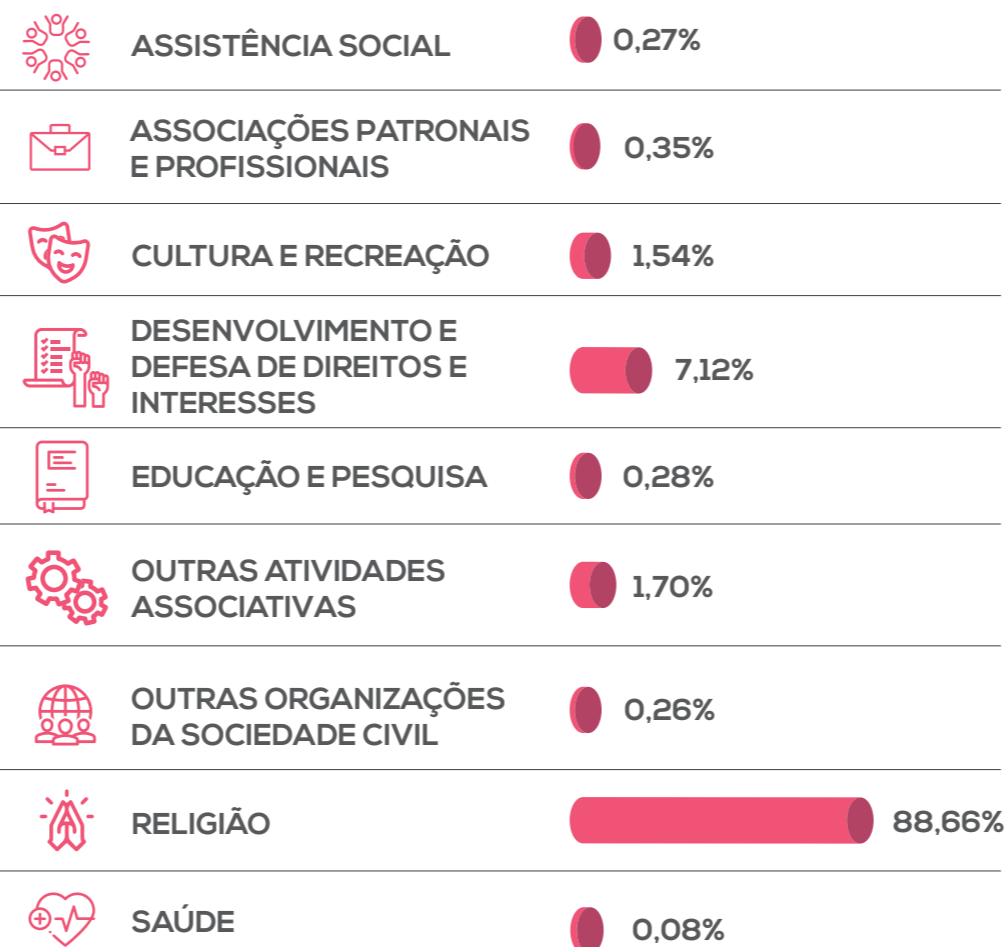 ASSISTÊNCIA SOCIAL 0,27%
ASSOCIAÇÕES PATRONAIS
E PROFISSIONAIS 0,35%
CULTURA E RECREAÇÃO 1,54%
DESENVOLVIMENTO E
DEFESA DE DIREITOS E
INTERESSES
7,12%
EDUCAÇÃO E PESQUISA 0,28%
OUTRAS ATIVIDADES
ASSOCIATIVAS
1,70%
OUTRAS ORGANIZAÇÕES
DA SOCIEDADE CIVIL
0,26%
RELIGIÃO 88,66%
SAÚDE 0,08%